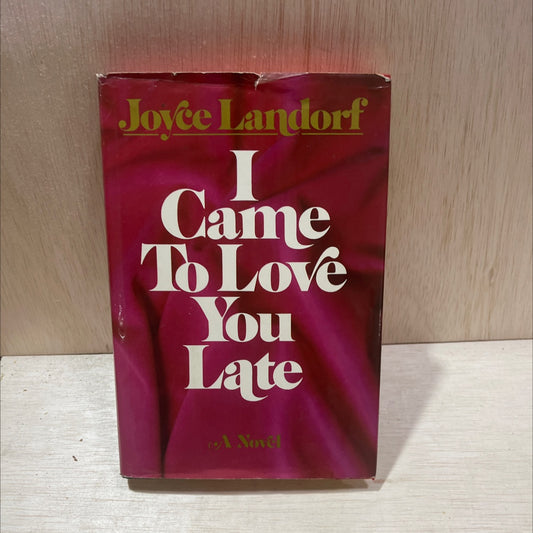 Joyce Landorf
I
Came
To Love
You
Late
A Novel